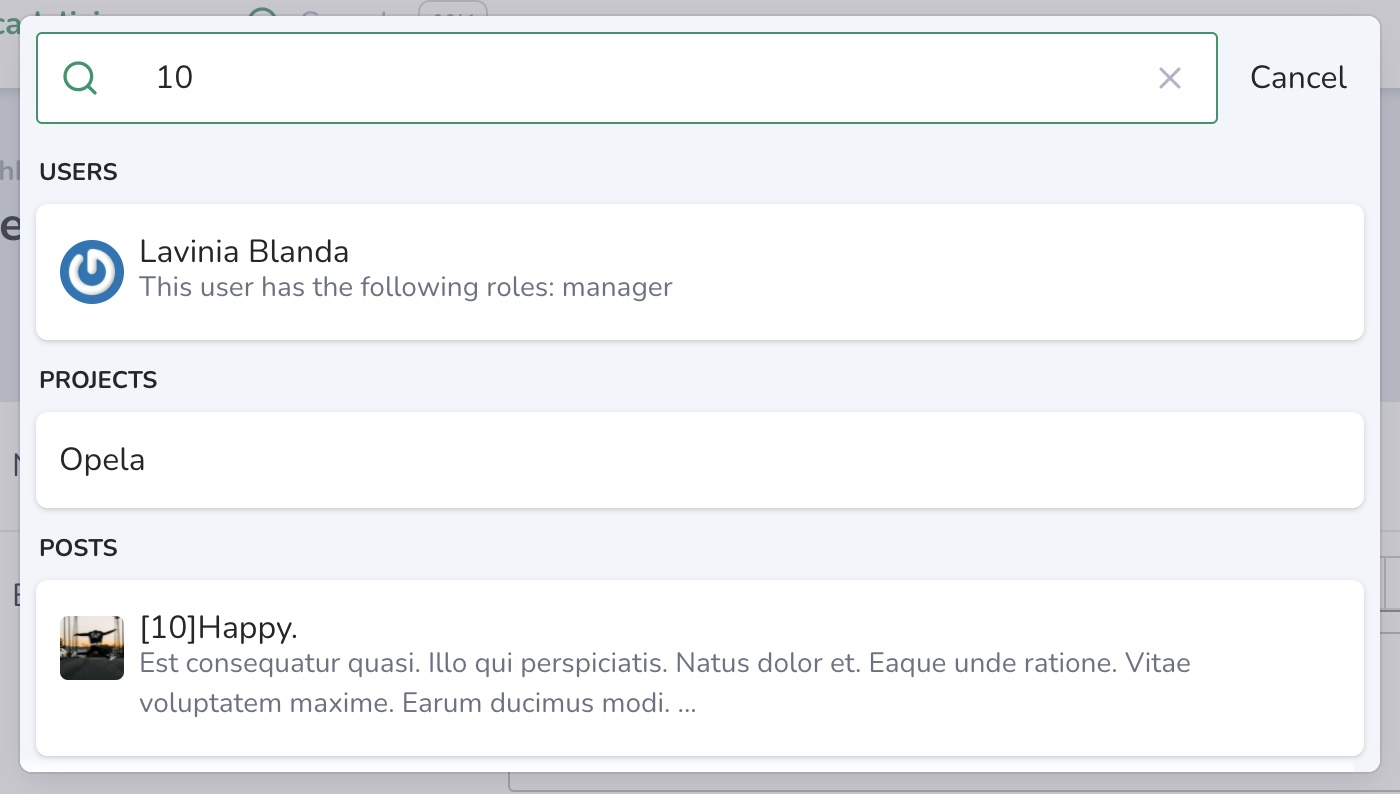 10
Cancel
USERS
Lavinia Blanda
This user has the following roles: manager
PROJECTS
Opela
POSTS
[10]Happy.
Est consequatur quasi. Illo qui perspiciatis. Natus dolor et. Eaque unde ratione. Vitae
voluptatem maxime. Earum ducimus modi. ...